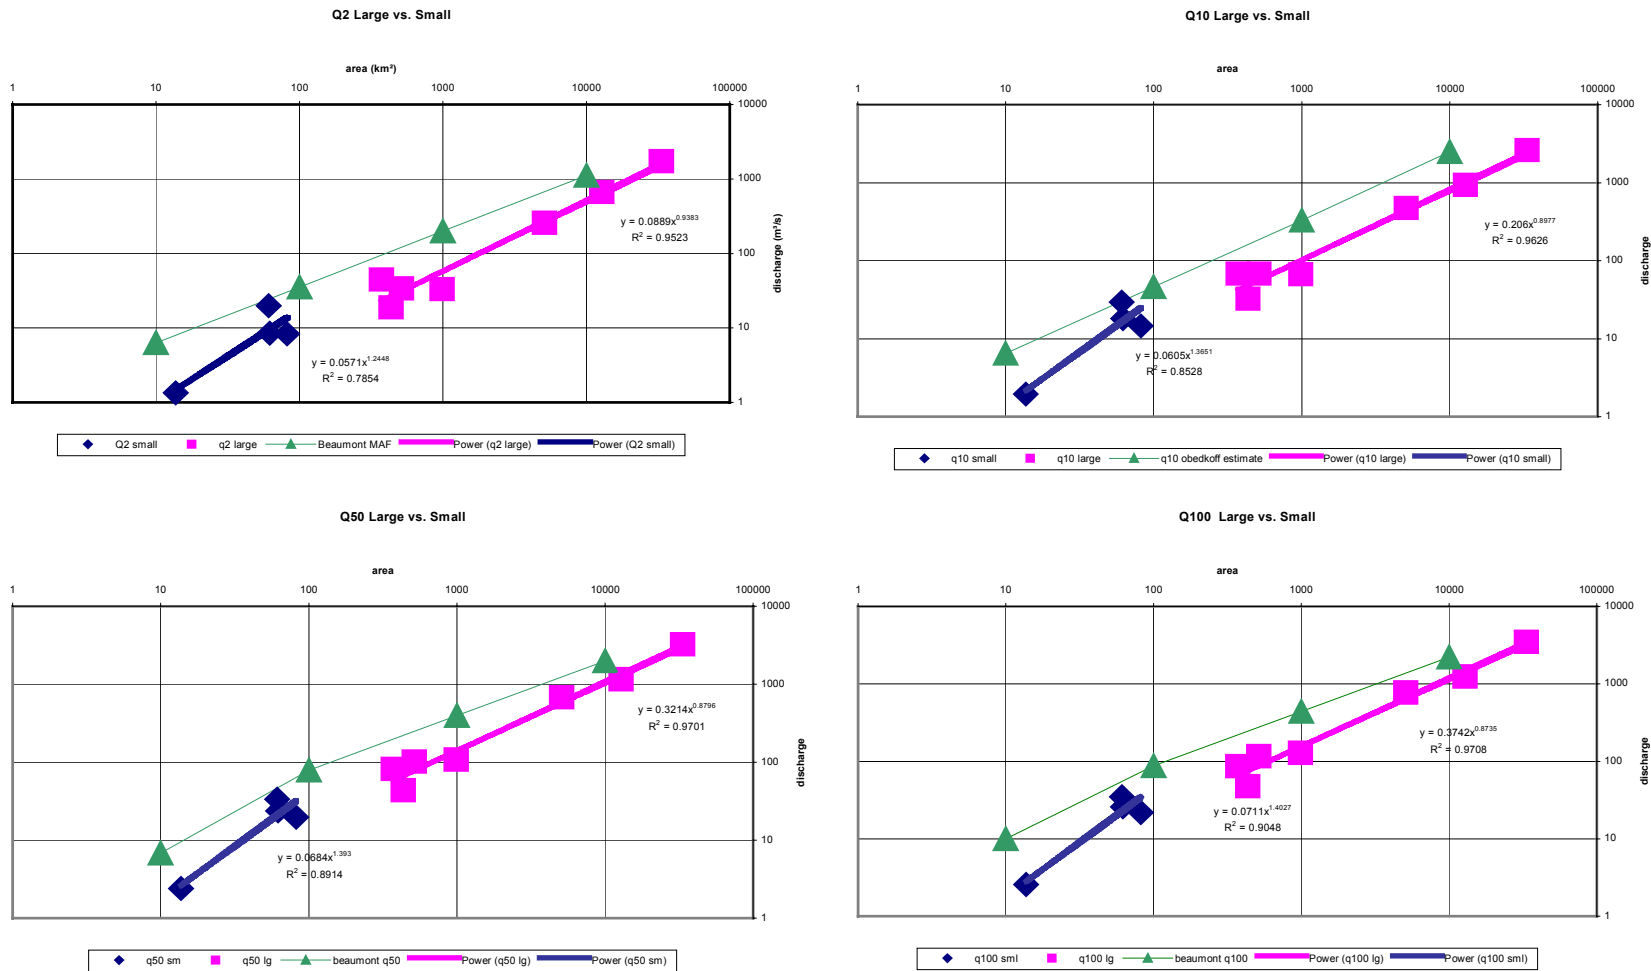 Q2 Large vs. Small
area (km²)
1 10 100 1000 10000 100000
10000
1000
100
10
1
discharge (m³/s)
y = 0.0889x^0.9383
R² = 0.9523
y = 0.0571x^1.2448
R² = 0.7854
Q2 small q2 large Beaumont MAF Power (q2 large) Power (Q2 small)
Q10 Large vs. Small
area
1 10 100 1000 10000 100000
10000
1000
100
10
1
discharge
y = 0.206x^0.8977
R² = 0.9626
y = 0.0605x^1.3651
R² = 0.8528
q10 small q10 large q10 obedkoff estimate Power (q10 large) Power (q10 small)
Q50 Large vs. Small
area
1 10 100 1000 10000 100000
10000
1000
100
10
1
discharge
y = 0.3214x^0.8796
R² = 0.9701
y = 0.0684x^1.393
R² = 0.8914
q50 sm q50 lg beaumont q50 Power (q50 lg) Power (q50 sm)
Q100 Large vs. Small
area
1 10 100 1000 10000 100000
10000
1000
100
10
1
discharge
y = 0.3742x^0.8735
R² = 0.9708
y = 0.0711x^1.4027
R² = 0.9048
q100 sml q100 lg beaumont q100 Power (q100 lg) Power (q100 sml)